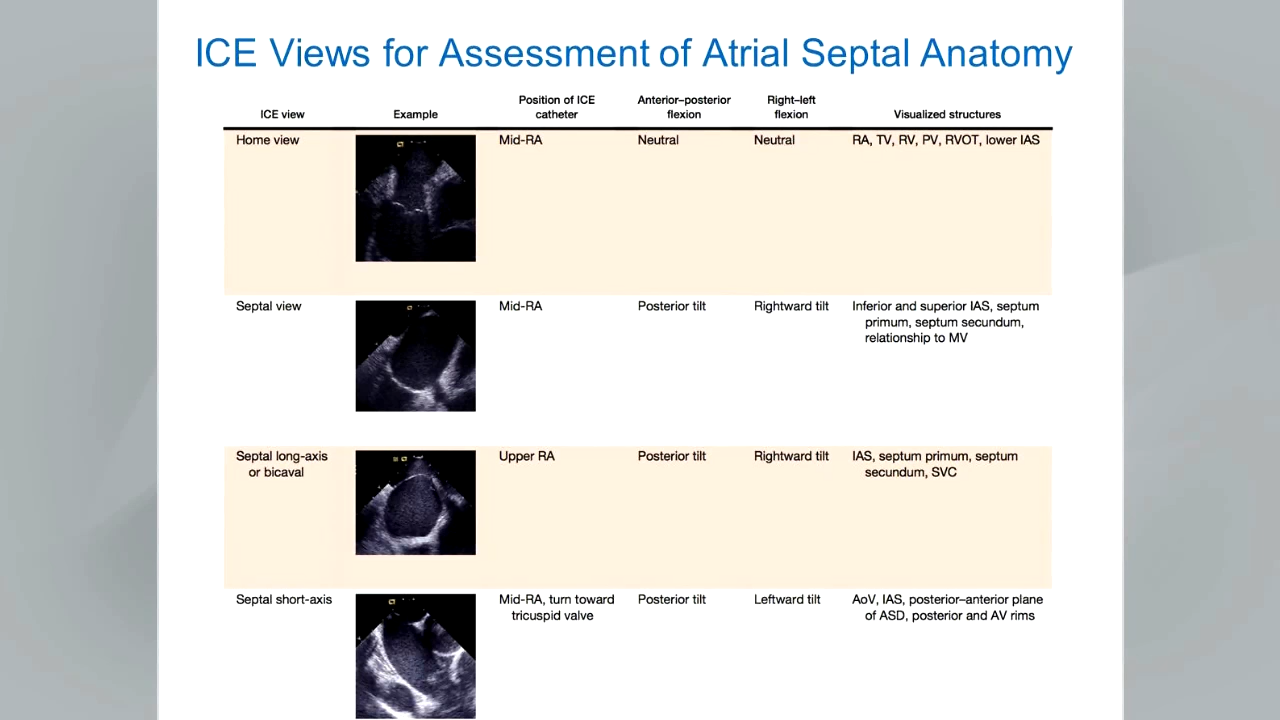 ICE Views for Assessment of Atrial Septal Anatomy
ICE view Example Position of ICE catheter Anterior–posterior flexion Right–left flexion Visualized structures
Home view Mid-RA Neutral Neutral RA, TV, RV, PV, RVOT, lower IAS
Septal view Mid-RA Posterior tilt Rightward tilt Inferior and superior IAS, septum
primum, septum secundum,
relationship to MV
Septal long-axis Upper RA Posterior tilt Rightward tilt IAS, septum primum, septum
or bicaval secundum, SVC
Septal short-axis Mid-RA, turn toward Posterior tilt Leftward tilt AoV, IAS, posterior–anterior plane
tricuspid valve of ASD, posterior and AV rims